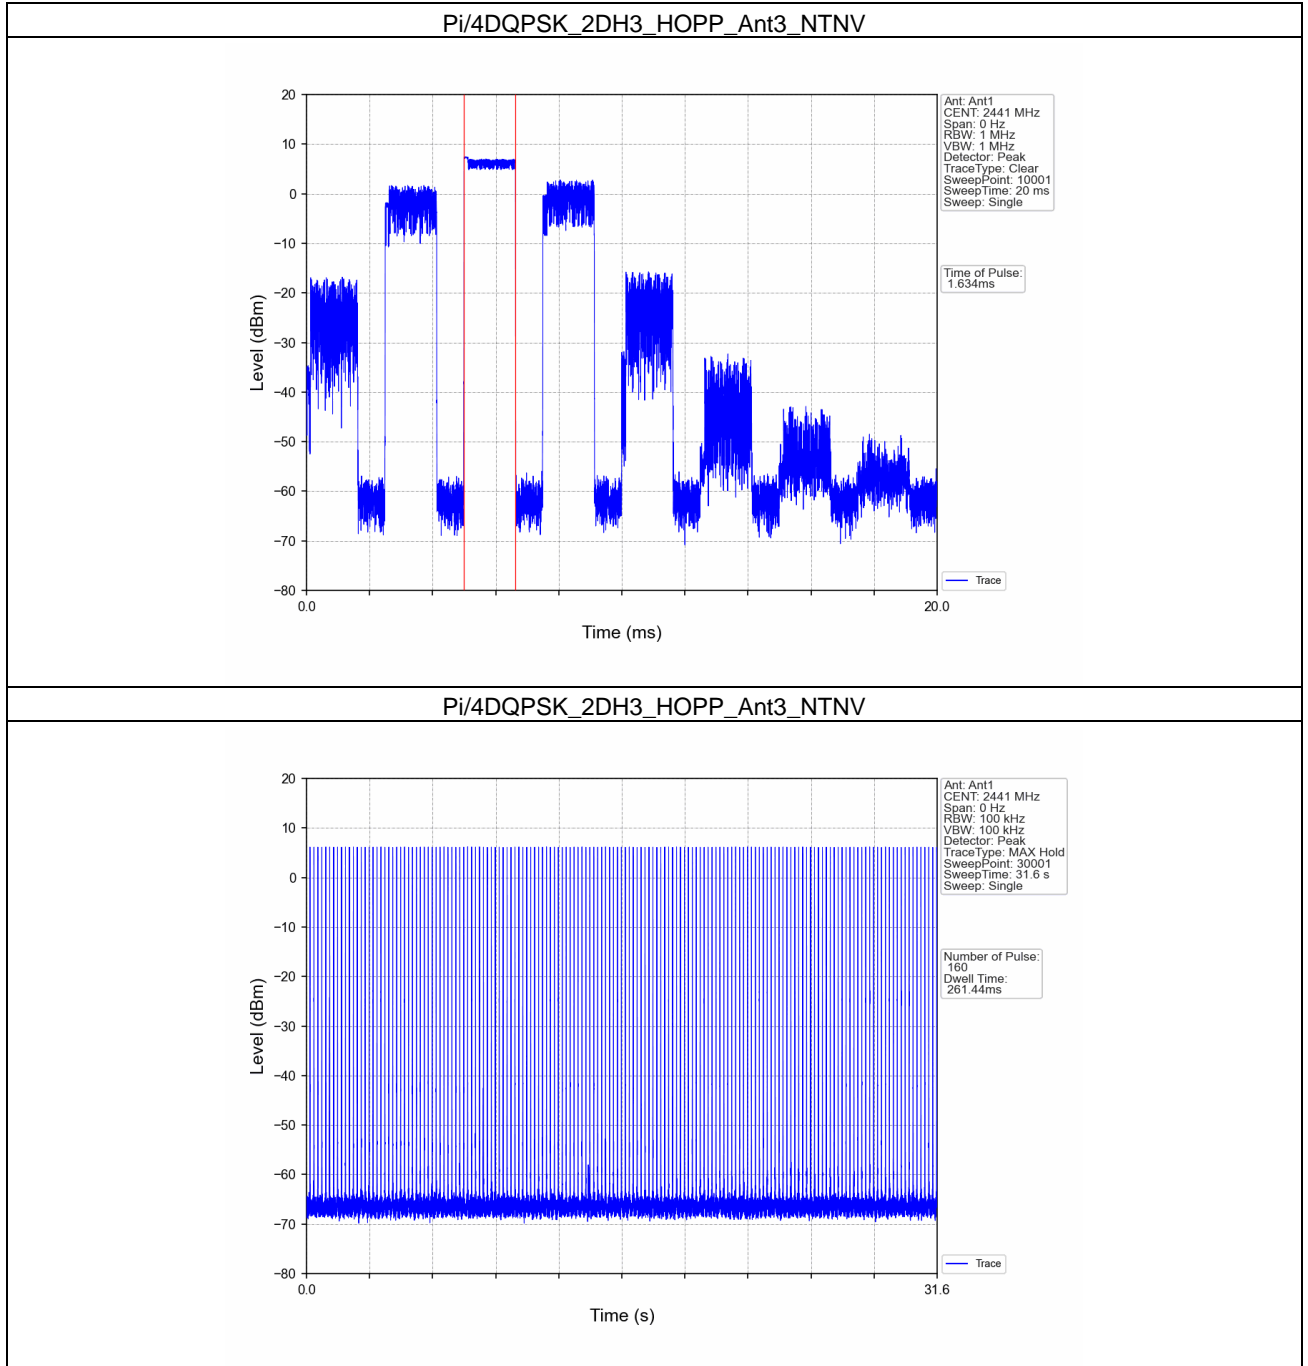 Pi/4DQPSK_2DH3_HOPP_Ant3_NTNV
20
10
0
−10
−20
−30
−40
−50
−60
−70
−80
Level (dBm)
0.0
20.0
Time (ms)
Ant: Ant1
CENT: 2441 MHz
Span: 0 Hz
RBW: 1 MHz
VBW: 1 MHz
Detector: Peak
TraceType: Clear
SweepPoint: 10001
SweepTime: 20 ms
Sweep: Single
Time of Pulse:
1.634ms
Trace
Pi/4DQPSK_2DH3_HOPP_Ant3_NTNV
20
10
0
−10
−20
−30
−40
−50
−60
−70
−80
Level (dBm)
0.0
31.6
Time (s)
Ant: Ant1
CENT: 2441 MHz
Span: 0 Hz
RBW: 100 kHz
VBW: 100 kHz
Detector: Peak
TraceType: MAX Hold
SweepPoint: 30001
SweepTime: 31.6 s
Sweep: Single
Number of Pulse:
160
Dwell Time:
261.44ms
Trace